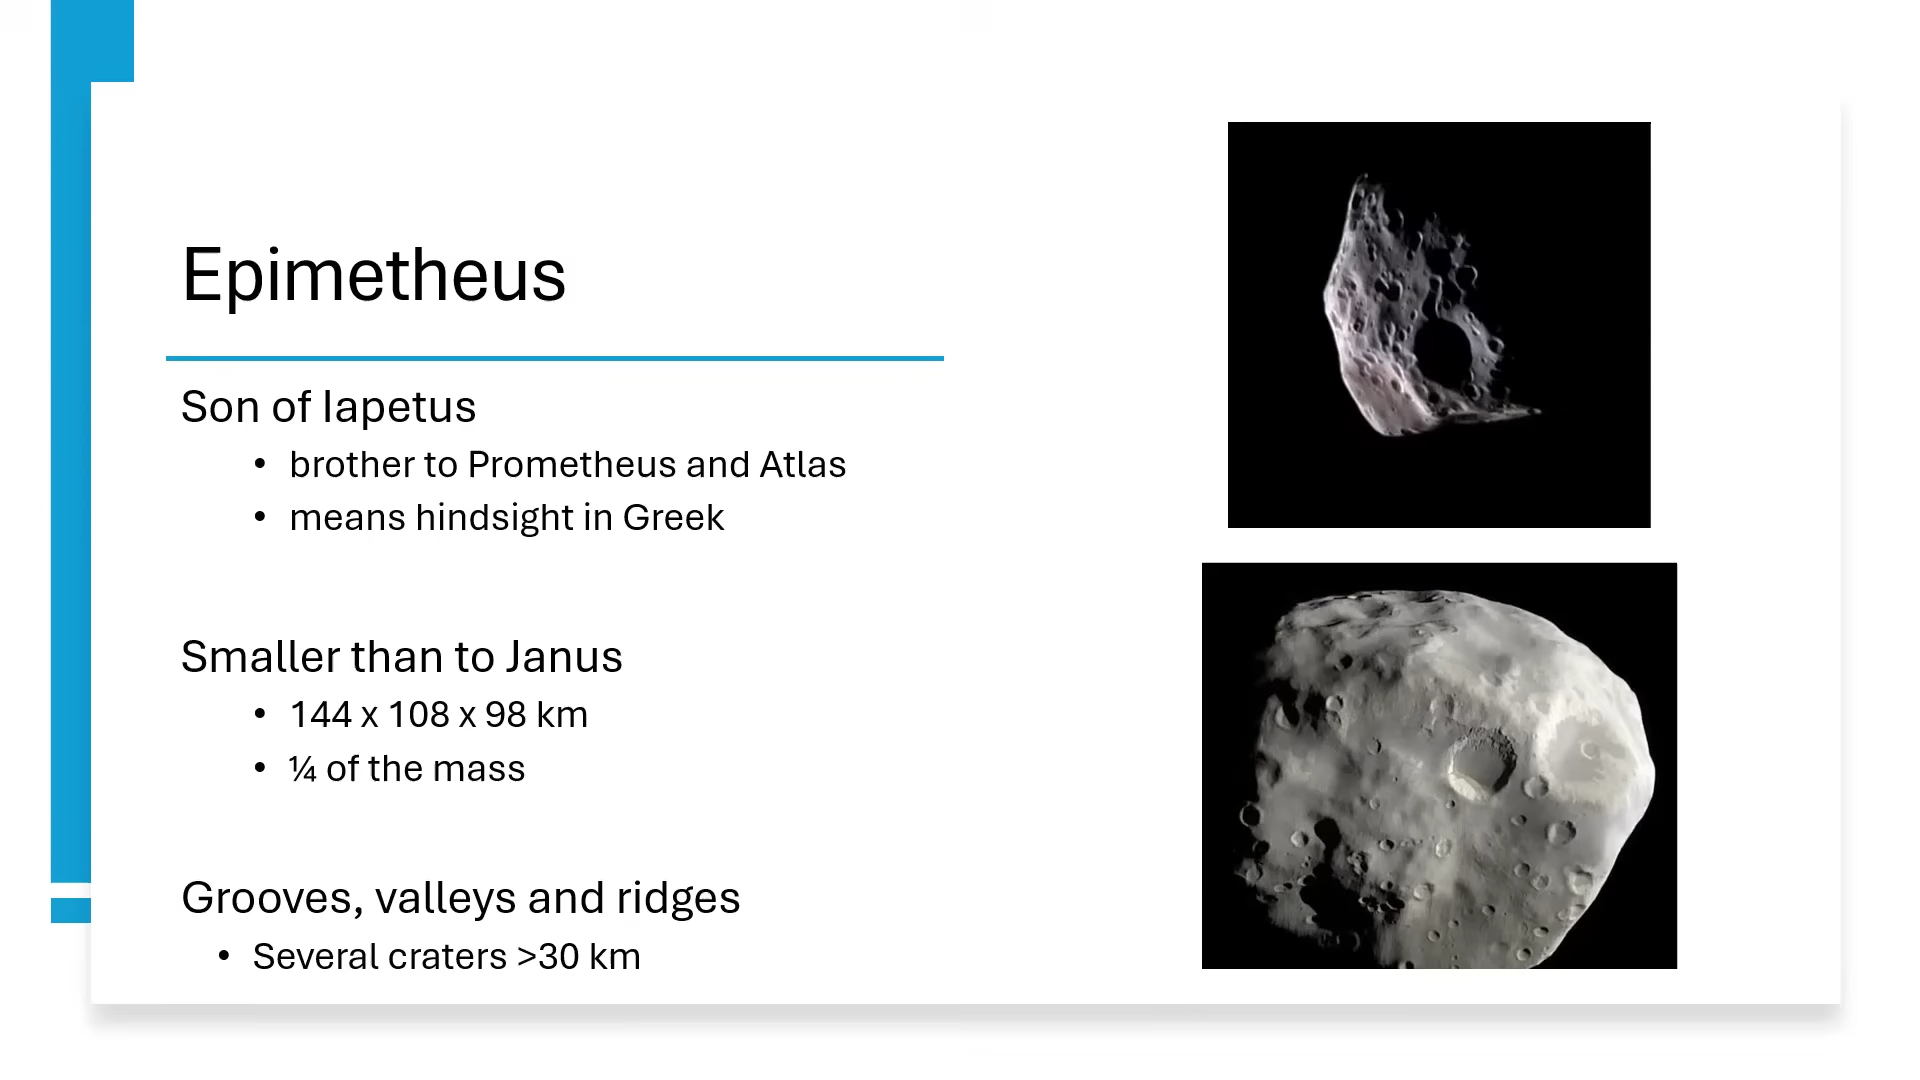 Epimetheus
Son of Iapetus
• brother to Prometheus and Atlas
• means hindsight in Greek
Smaller than to Janus
• 144 x 108 x 98 km
• ¼ of the mass
Grooves, valleys and ridges
• Several craters >30 km